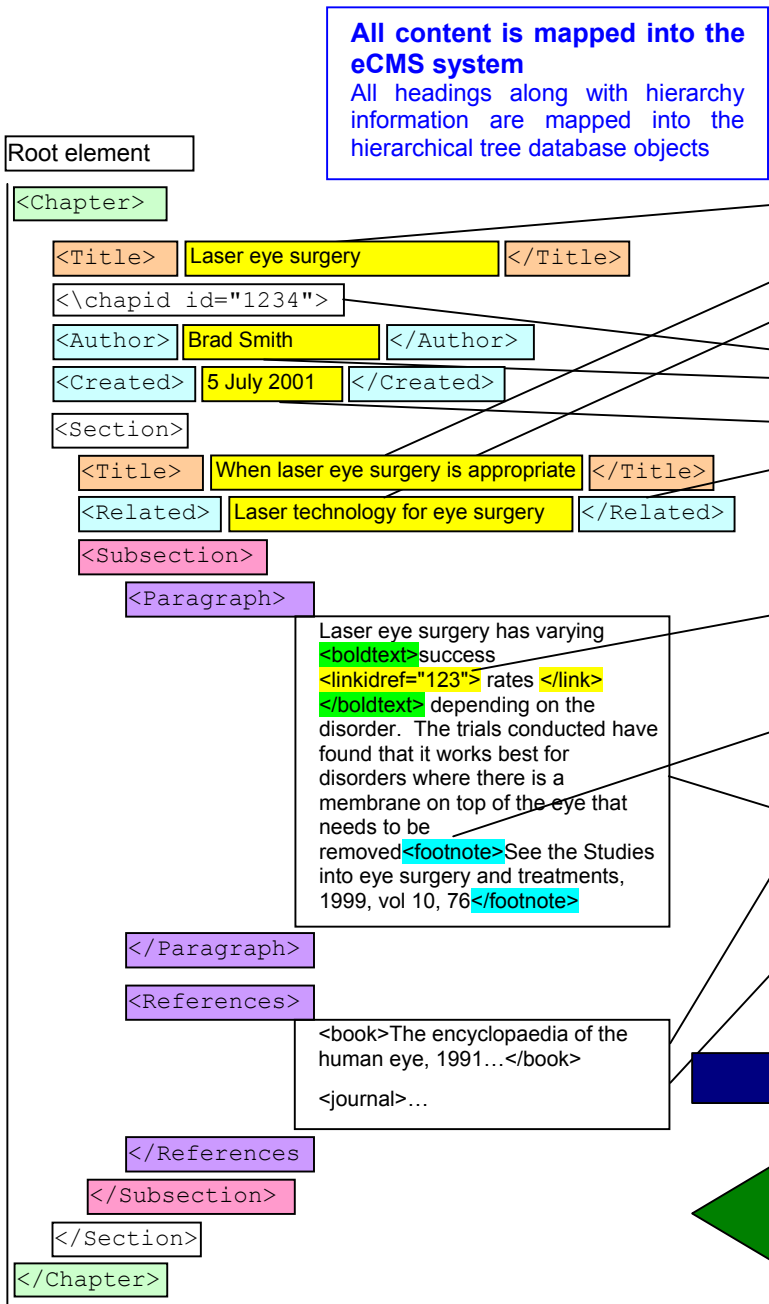 All content is mapped into the
eCMS system
All headings along with hierarchy
information are mapped into the
hierarchical tree database objects
Root element
<Chapter>
<Title> Laser eye surgery </Title>
<\chapid id="1234">
<Author> Brad Smith </Author>
<Created> 5 July 2001 </Created>
<Section>
<Title> When laser eye surgery is appropriate </Title>
<Related> Laser technology for eye surgery </Related>
<Subsection>
<Paragraph>
Laser eye surgery has varying
<boldtext>success
<linkidref="123"> rates </link>
</boldtext> depending on the
disorder. The trials conducted have
found that it works best for
disorders where there is a
membrane on top of the eye that
needs to be
removed<footnote>See the Studies
into eye surgery and treatments,
1999, vol 10, 76</footnote>
</Paragraph>
<References>
<book>The encyclopaedia of the
human eye, 1991…</book>
<journal>…
</References
</Subsection>
</Section>
</Chapter>